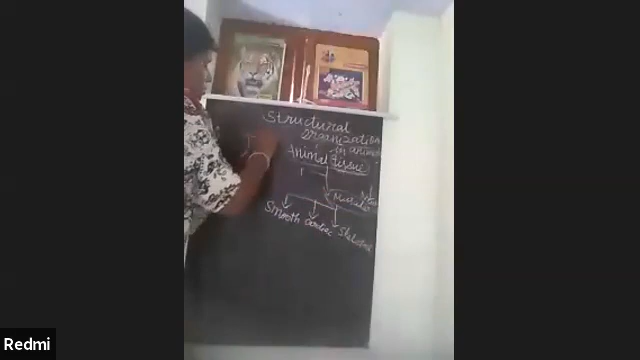 Structural
organization
in animal
Animal Tissue
Muscular
Smooth Cardiac Skeletal
Redmi